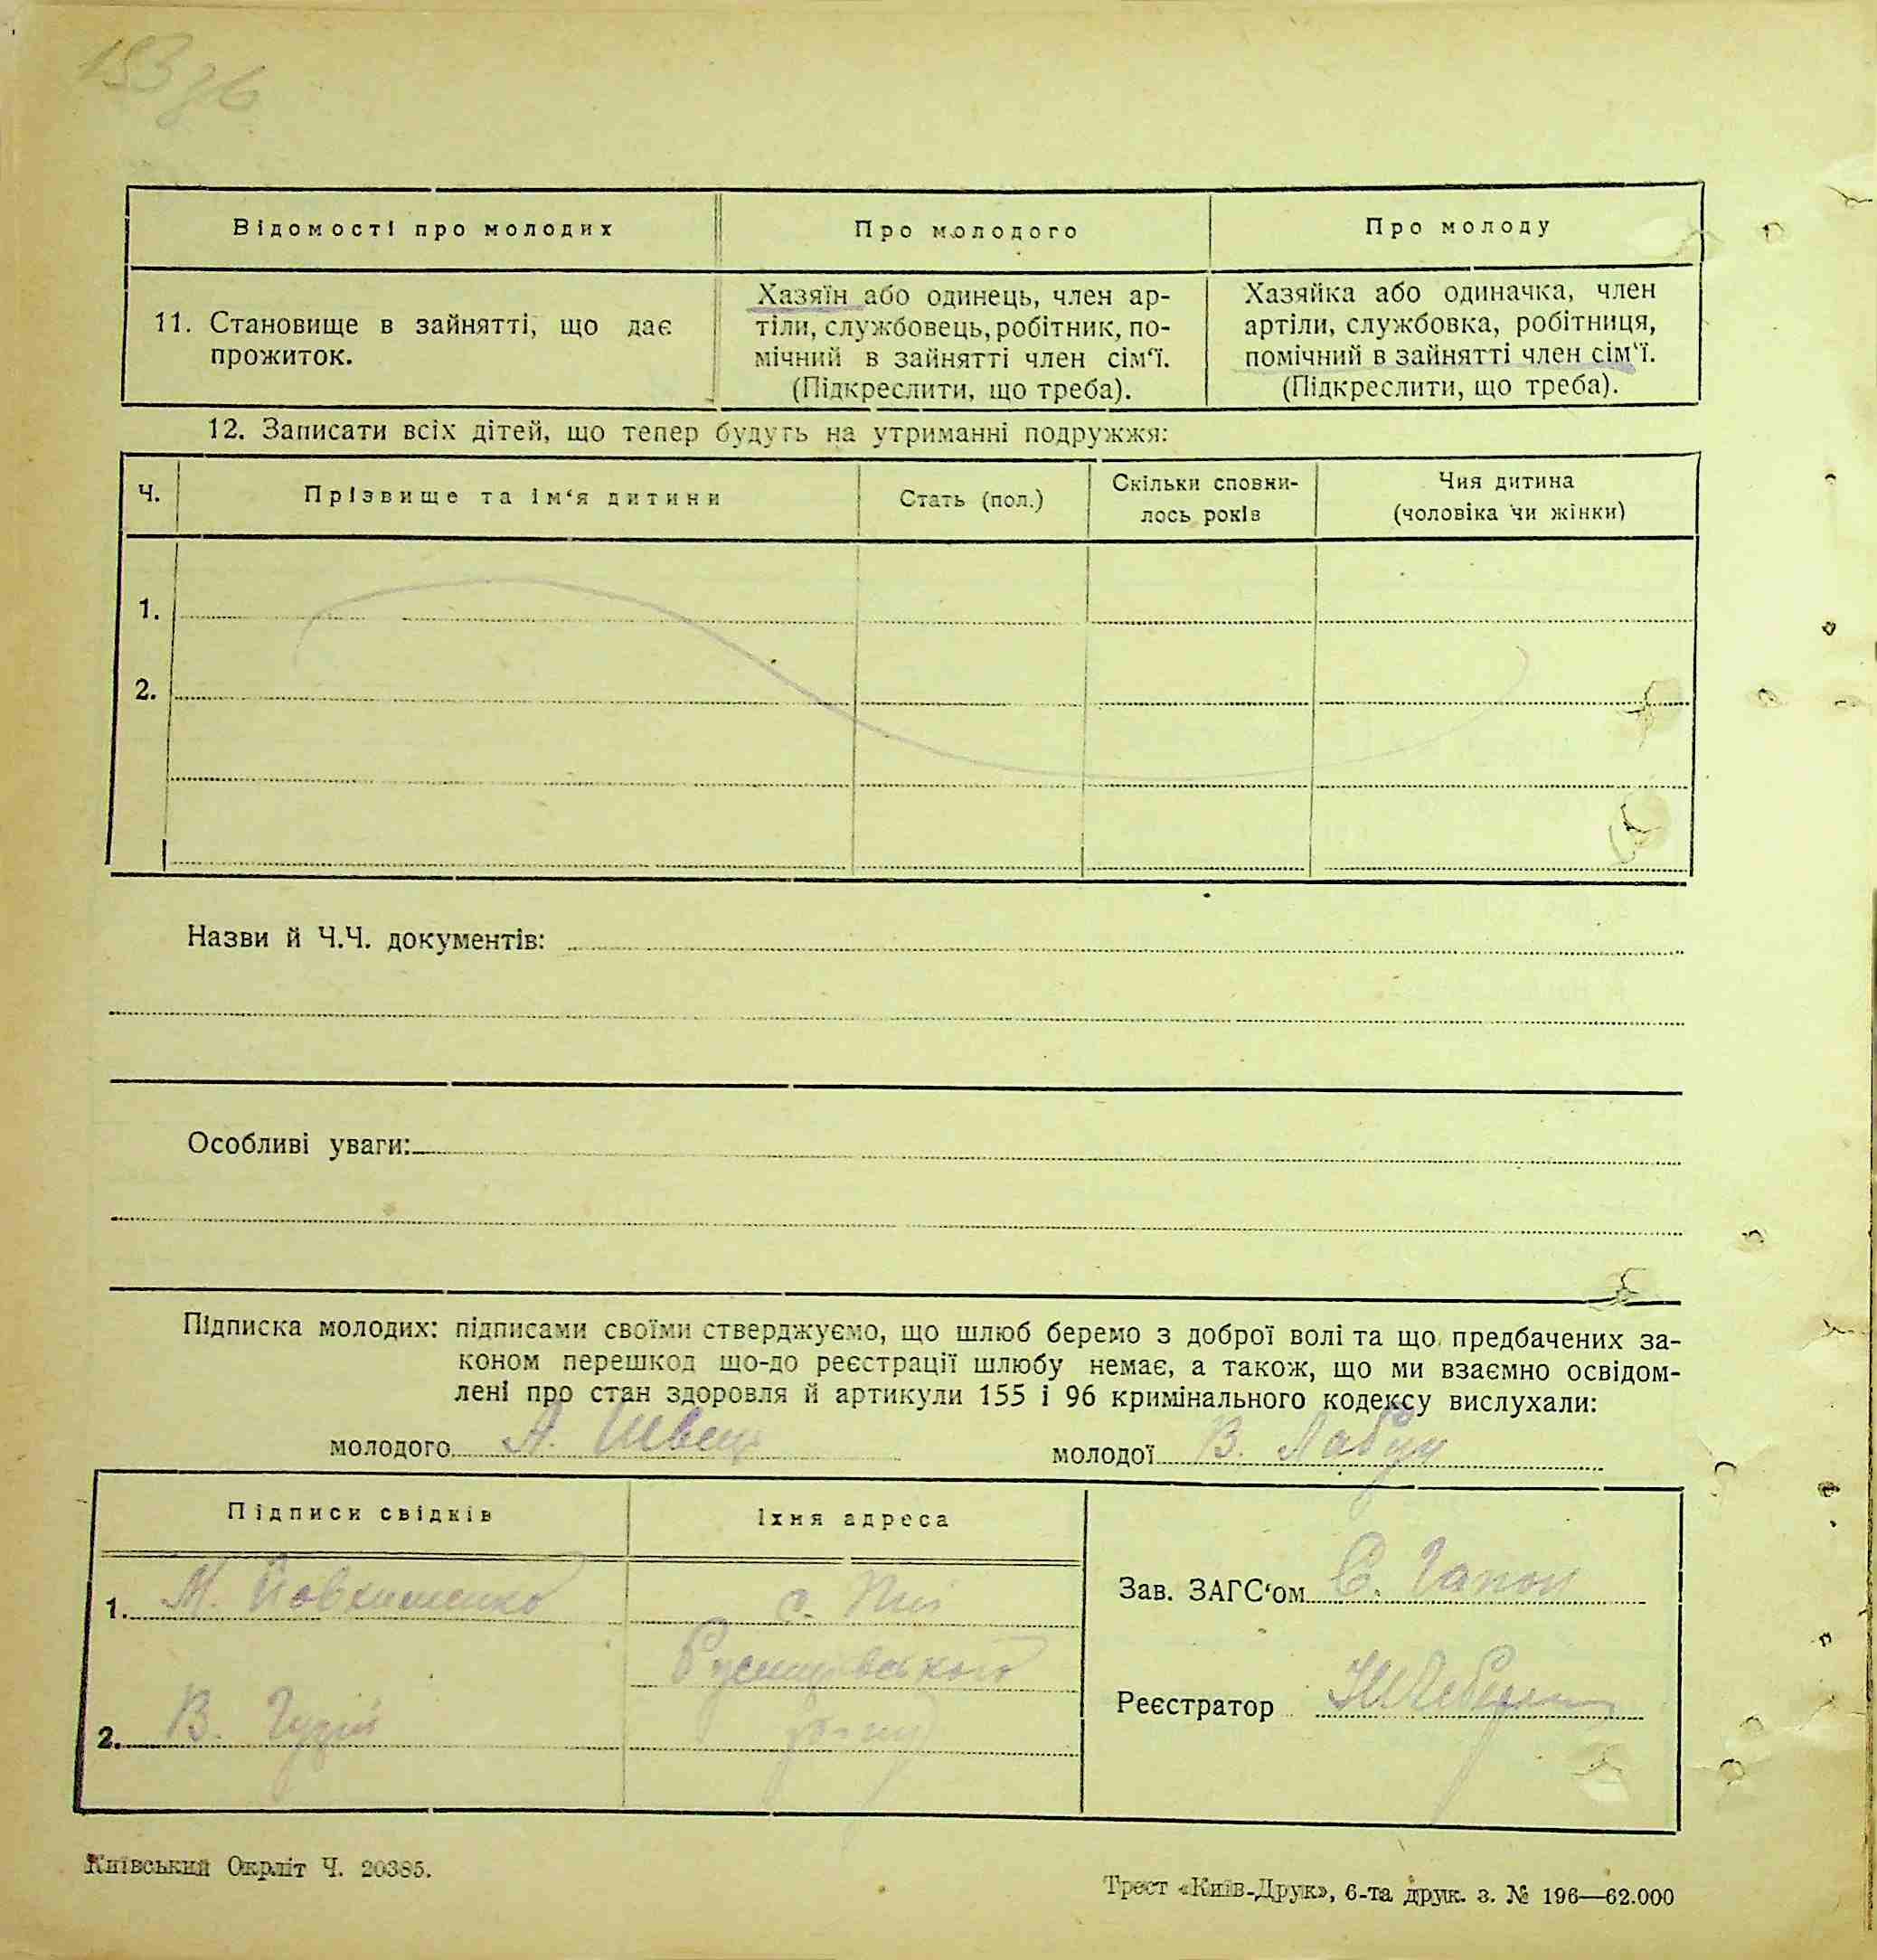 193 зв
Відомості про молодих
Про молодого
Про молоду
11. Становище в зайнятті, що дає
прожиток.
Хазяїн або одинець, член ар-
тіли, службовець, робітник, по-
мічний в зайнятті член сім‘ї.
(Підкреслити, що треба).
Хазяйка або одиначка, член
артіли, службовка, робітниця,
помічний в зайнятті член сім‘ї.
(Підкреслити, що треба).
12. Записати всіх дітей, що тепер будуть на утриманні подружжя:
Ч.
Прізвище та ім‘я дитини
Стать (пол.)
Скільки сповни-
лось років
Чия дитина
(чоловіка чи жінки)
1.
2.
Назви й Ч.Ч. документів:
Особливі уваги:
Підписка молодих: підписами своїми стверджуємо, що шлюб беремо з доброї волі та що предбачених за-
коном перешкод що-до реєстрації шлюбу немає, а також, що ми взаємно освідом-
лені про стан здоровля й артикули 155 і 96 кримінального кодексу вислухали:
молодого А. Швець
молодої В.
Підписи свідків
Їхня адреса
1. М.
с. Пії
2. В. Гудій
Зав. ЗАГС‘ом Є. Гапон
Реєстратор
Київський Окрліт Ч. 20385.
Трест «Київ-Друк», 6-та друк. з. № 196—62.000